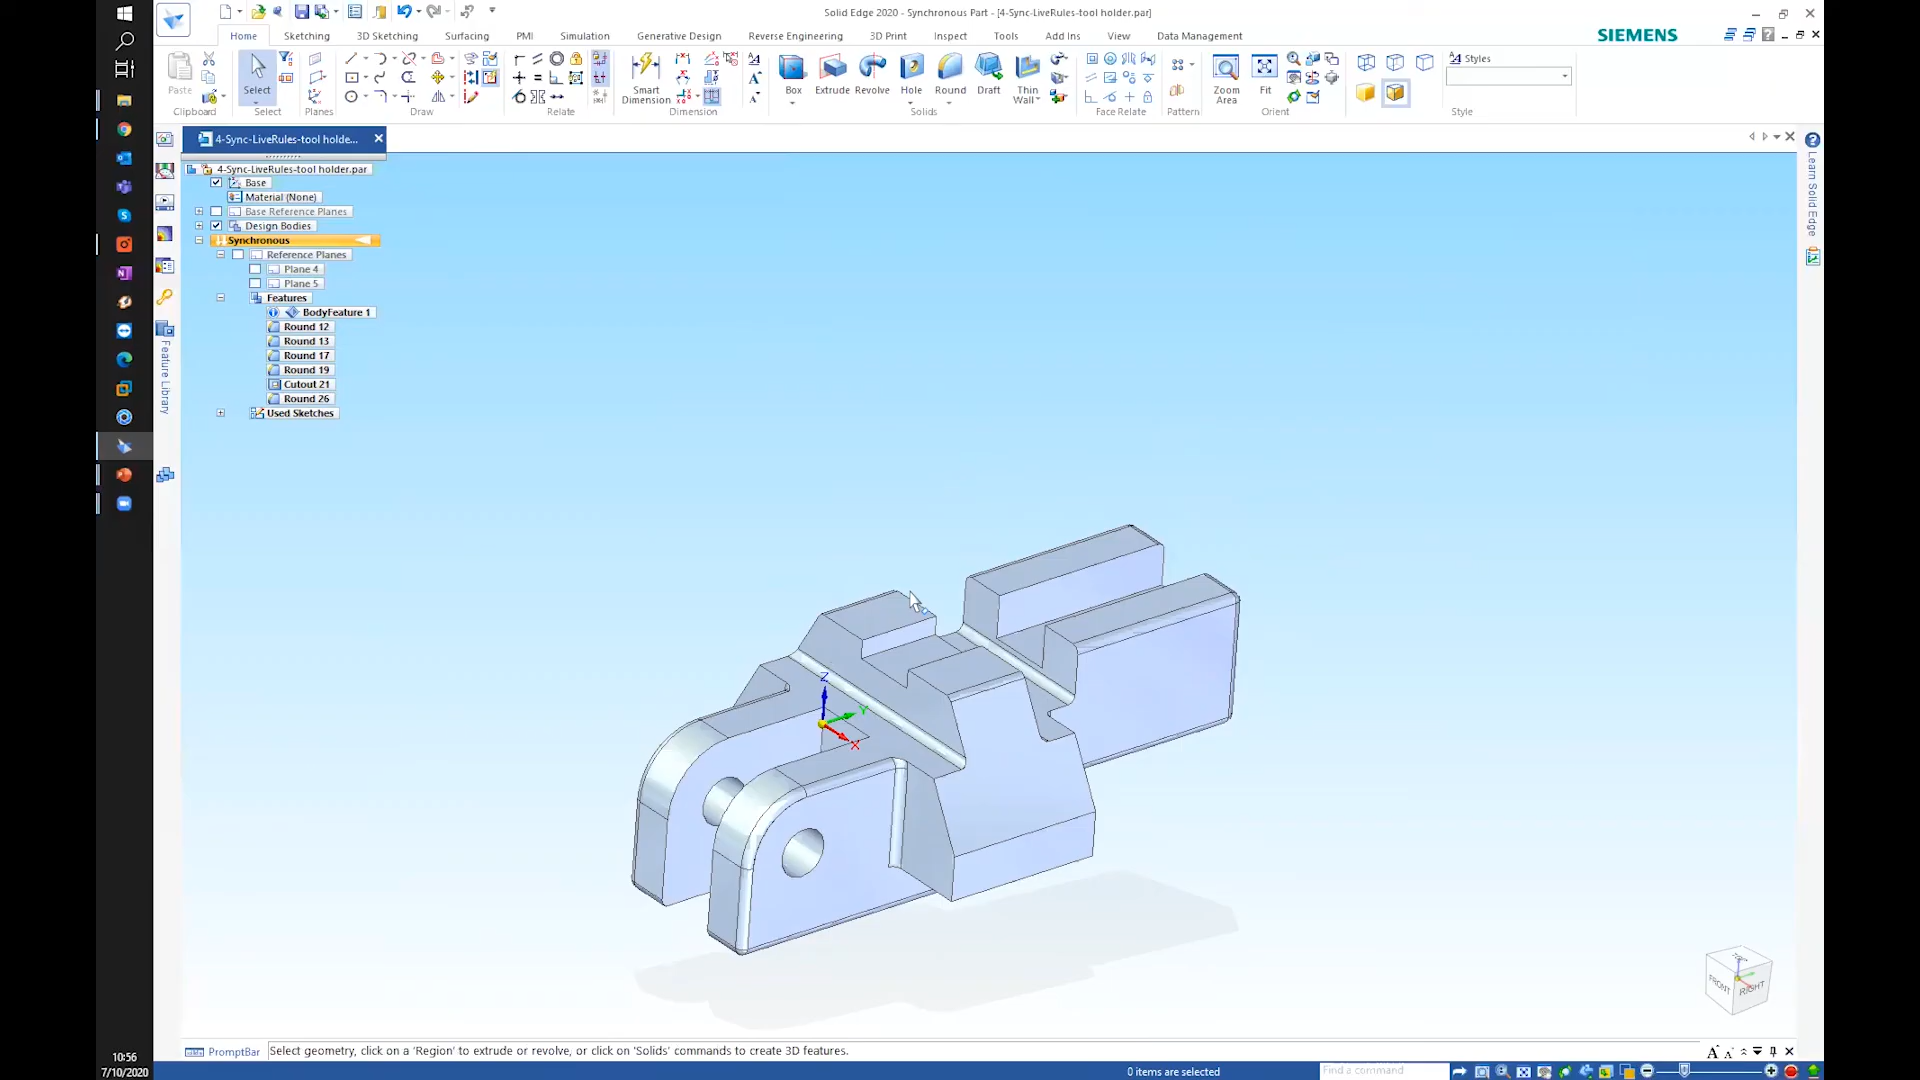 Solid Edge 2020 - Synchronous Part - [4-Sync-LiveRules-tool holder.par]
Home Sketching 3D Sketching Surfacing PMI Simulation Generative Design Reverse Engineering 3D Print Inspect Tools Add Ins View Data Management SIEMENS
Paste Select Smart Dimension Box Extrude Revolve Hole Round Draft Thin Wall Zoom Area Fit Styles
Clipboard Select Planes Draw Relate Dimension Solids Face Relate Pattern Orient Style
4-Sync-LiveRules-tool holde...
4-Sync-LiveRules-tool holder.par
Base
Material (None)
Base Reference Planes
Design Bodies
Synchronous
Reference Planes
Plane 4
Plane 5
Features
BodyFeature 1
Round 12
Round 13
Round 17
Round 19
Cutout 21
Round 26
Used Sketches
Feature Library
Learn Solid Edge
Z
Y
X
FRONT
RIGHT
PromptBar Select geometry, click on a 'Region' to extrude or revolve, or click on 'Solids' commands to create 3D features.
0 items are selected Find a command
10:56
7/10/2020